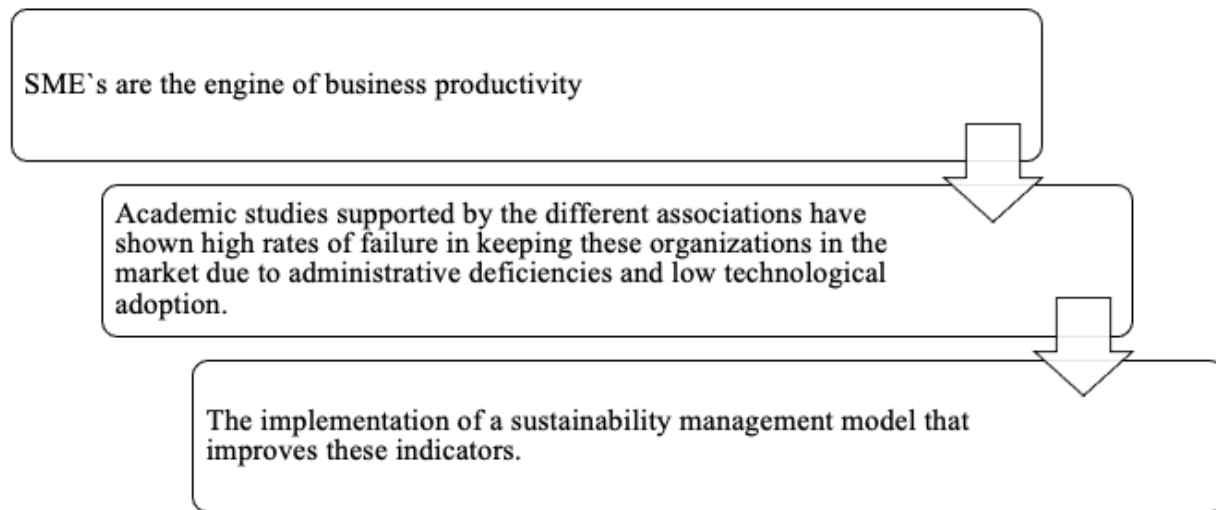 SME`s are the engine of business productivity
Academic studies supported by the different associations have
shown high rates of failure in keeping these organizations in the
market due to administrative deficiencies and low technological
adoption.
The implementation of a sustainability management model that
improves these indicators.